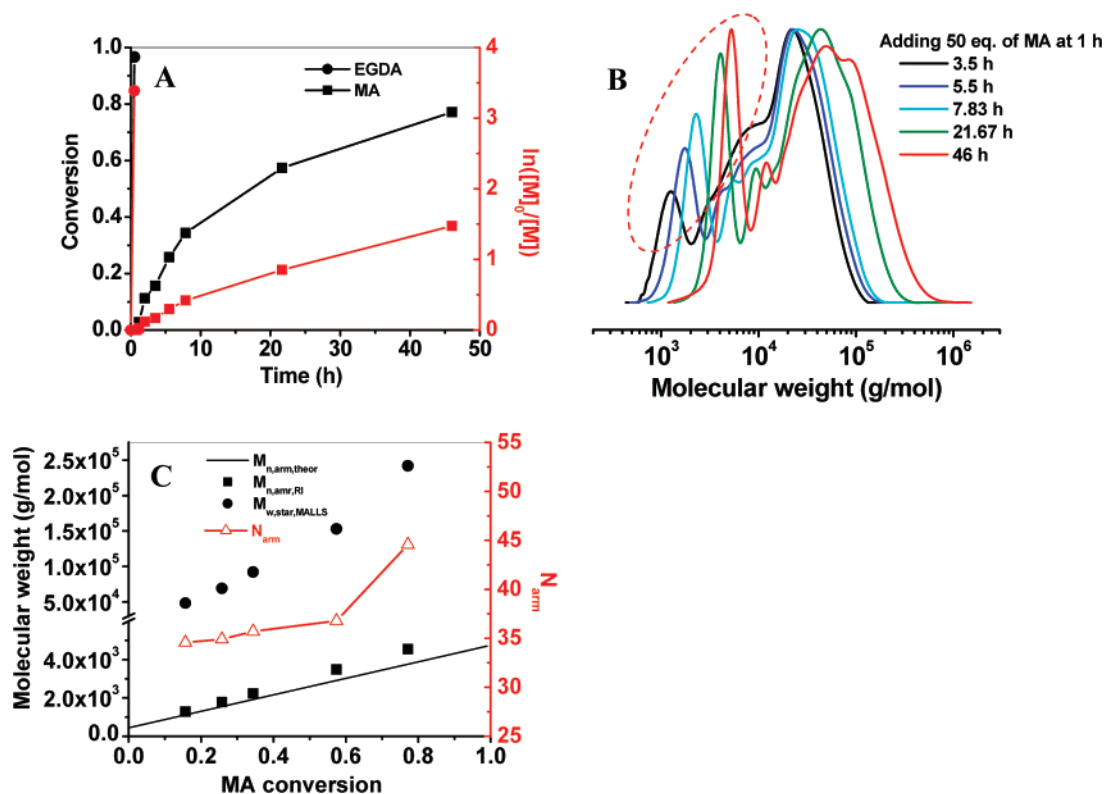 A
EGDA
MA
Conversion
1.0
0.8
0.6
0.4
0.2
0.0
ln([M]0/[M])
4
3
2
1
0
0 10 20 30 40 50
Time (h)
B
Adding 50 eq. of MA at 1 h
3.5 h
5.5 h
7.83 h
21.67 h
46 h
10^3 10^4 10^5 10^6
Molecular weight (g/mol)
C
Mn,arm,theor
Mn,amr,RI
Mw,star,MALLS
Narm
Molecular weight (g/mol)
2.5x10^5
2.0x10^5
1.5x10^5
1.0x10^5
5.0x10^4
4.0x10^3
2.0x10^3
0.0
Narm
55
50
45
40
35
30
25
0.0 0.2 0.4 0.6 0.8 1.0
MA conversion